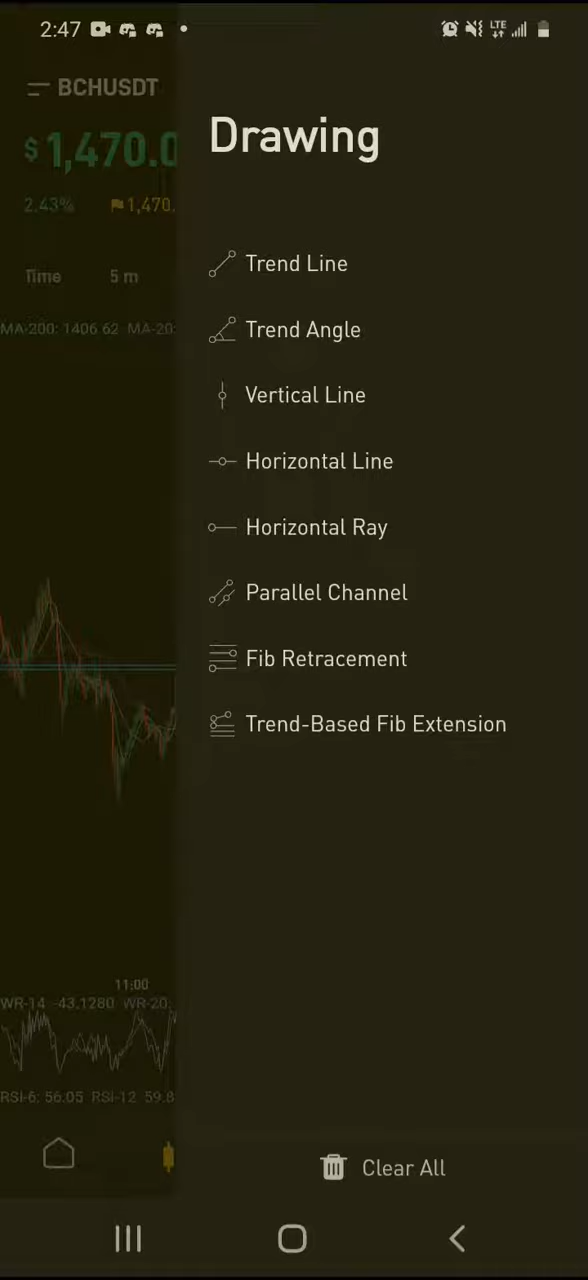 2:47
LTE
BCHUSDT
Drawing
$ 1,470.0
2.43% 1,470.
Time 5 m
MA-200: 1406.62 MA-20:
Trend Line
Trend Angle
Vertical Line
Horizontal Line
Horizontal Ray
Parallel Channel
Fib Retracement
Trend-Based Fib Extension
11:00
WR-14 -43.1280 WR-20:
RSI-6: 56.05 RSI-12 59.8
Clear All